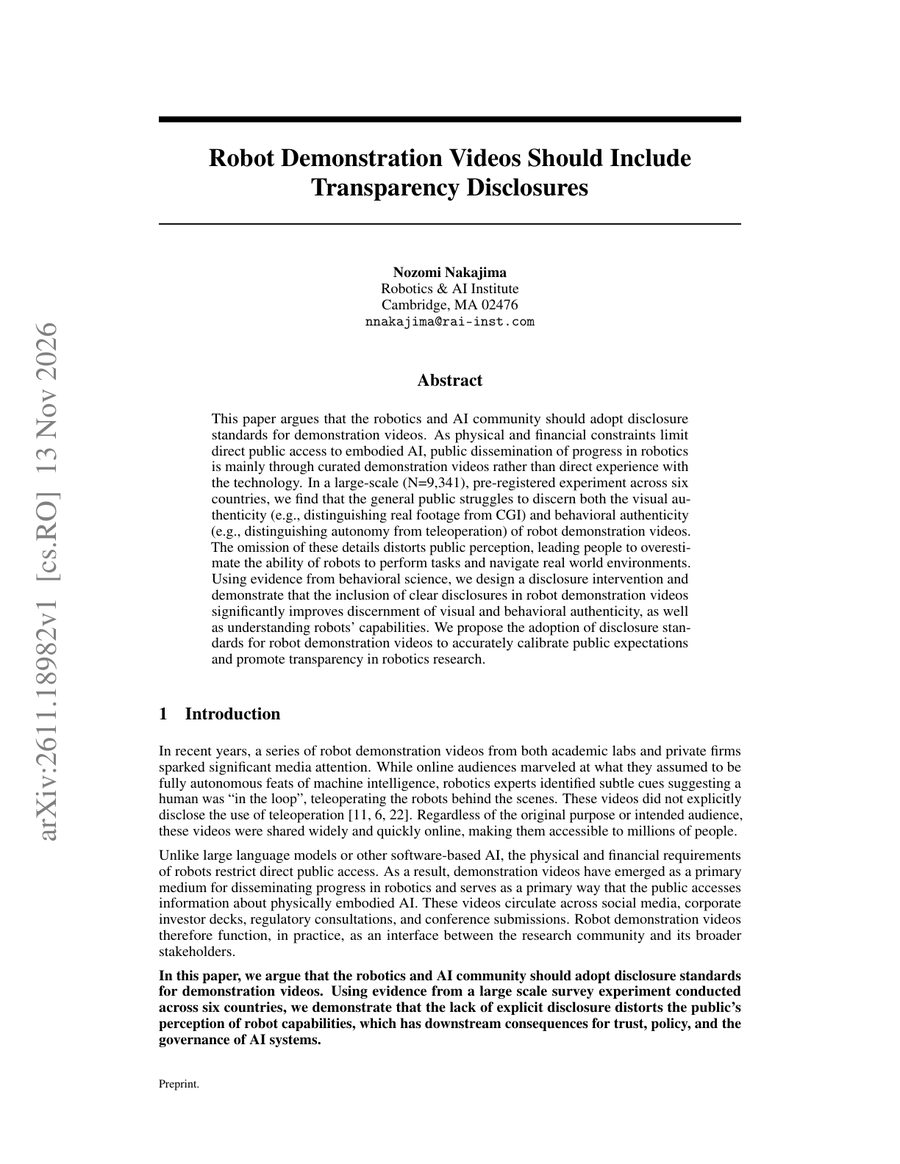 Robot Demonstration Videos Should Include
Transparency Disclosures
Nozomi Nakajima
Robotics & AI Institute
Cambridge, MA 02476
nnakajima@rai-inst.com
Abstract
This paper argues that the robotics and AI community should adopt disclosure
standards for demonstration videos. As physical and financial constraints limit
direct public access to embodied AI, public dissemination of progress in robotics
is mainly through curated demonstration videos rather than direct experience with
the technology. In a large-scale (N=9,341), pre-registered experiment across six
countries, we find that the general public struggles to discern both the visual au-
thenticity (e.g., distinguishing real footage from CGI) and behavioral authenticity
(e.g., distinguishing autonomy from teleoperation) of robot demonstration videos.
The omission of these details distorts public perception, leading people to overesti-
mate the ability of robots to perform tasks and navigate real world environments.
Using evidence from behavioral science, we design a disclosure intervention and
demonstrate that the inclusion of clear disclosures in robot demonstration videos
significantly improves discernment of visual and behavioral authenticity, as well
as understanding robots' capabilities. We propose the adoption of disclosure stan-
dards for robot demonstration videos to accurately calibrate public expectations
and promote transparency in robotics research.
1 Introduction
In recent years, a series of robot demonstration videos from both academic labs and private firms
sparked significant media attention. While online audiences marveled at what they assumed to be
fully autonomous feats of machine intelligence, robotics experts identified subtle cues suggesting a
human was “in the loop”, teleoperating the robots behind the scenes. These videos did not explicitly
disclose the use of teleoperation [11, 6, 22]. Regardless of the original purpose or intended audience,
these videos were shared widely and quickly online, making them accessible to millions of people.
Unlike large language models or other software-based AI, the physical and financial requirements
of robots restrict direct public access. As a result, demonstration videos have emerged as a primary
medium for disseminating progress in robotics and serves as a primary way that the public accesses
information about physically embodied AI. These videos circulate across social media, corporate
investor decks, regulatory consultations, and conference submissions. Robot demonstration videos
therefore function, in practice, as an interface between the research community and its broader
stakeholders.
In this paper, we argue that the robotics and AI community should adopt disclosure standards
for demonstration videos. Using evidence from a large scale survey experiment conducted
across six countries, we demonstrate that the lack of explicit disclosure distorts the public's
perception of robot capabilities, which has downstream consequences for trust, policy, and the
governance of AI systems.
Preprint.
arXiv:2611.18982v1 [cs.RO] 13 Nov 2026